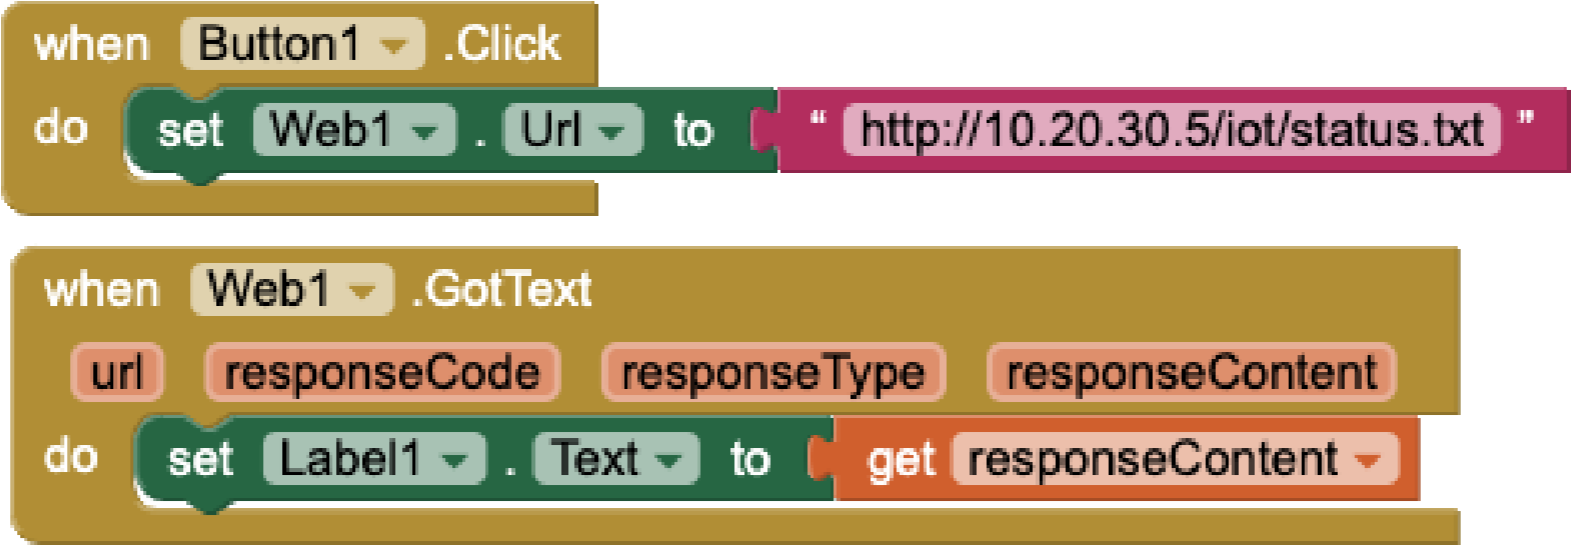 when Button1 .Click
do set Web1 . Url to “ http://10.20.30.5/iot/status.txt ”
when Web1 .GotText
url responseCode responseType responseContent
do set Label1 . Text to get responseContent